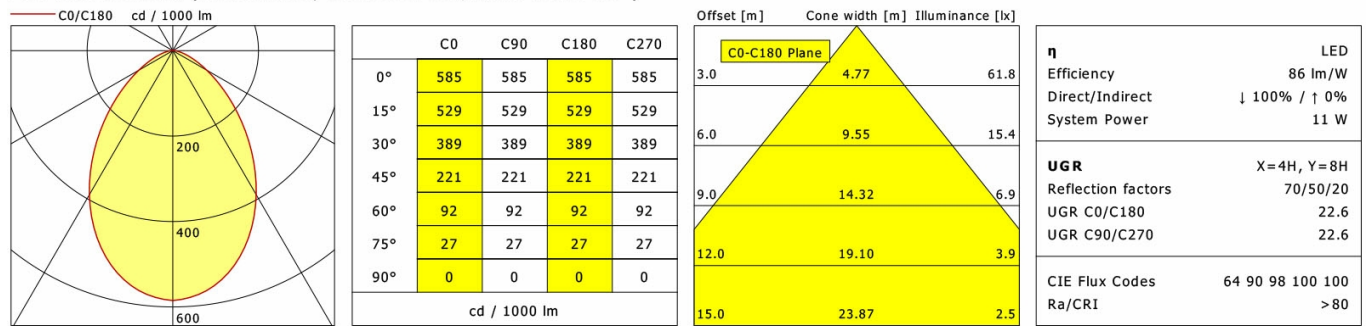 C0/C180 cd / 1000 lm
200
400
600
C0 C90 C180 C270
0° 585 585 585 585
15° 529 529 529 529
30° 389 389 389 389
45° 221 221 221 221
60° 92 92 92 92
75° 27 27 27 27
90° 0 0 0 0
cd / 1000 lm
Offset [m] Cone width [m] Illuminance [lx]
C0-C180 Plane
3.0 4.77 61.8
6.0 9.55 15.4
9.0 14.32 6.9
12.0 19.10 3.9
15.0 23.87 2.5
η LED
Efficiency 86 lm/W
Direct/Indirect ↓ 100% / ↑ 0%
System Power 11 W
UGR X=4H, Y=8H
Reflection factors 70/50/20
UGR C0/C180 22.6
UGR C90/C270 22.6
CIE Flux Codes 64 90 98 100 100
Ra/CRI >80